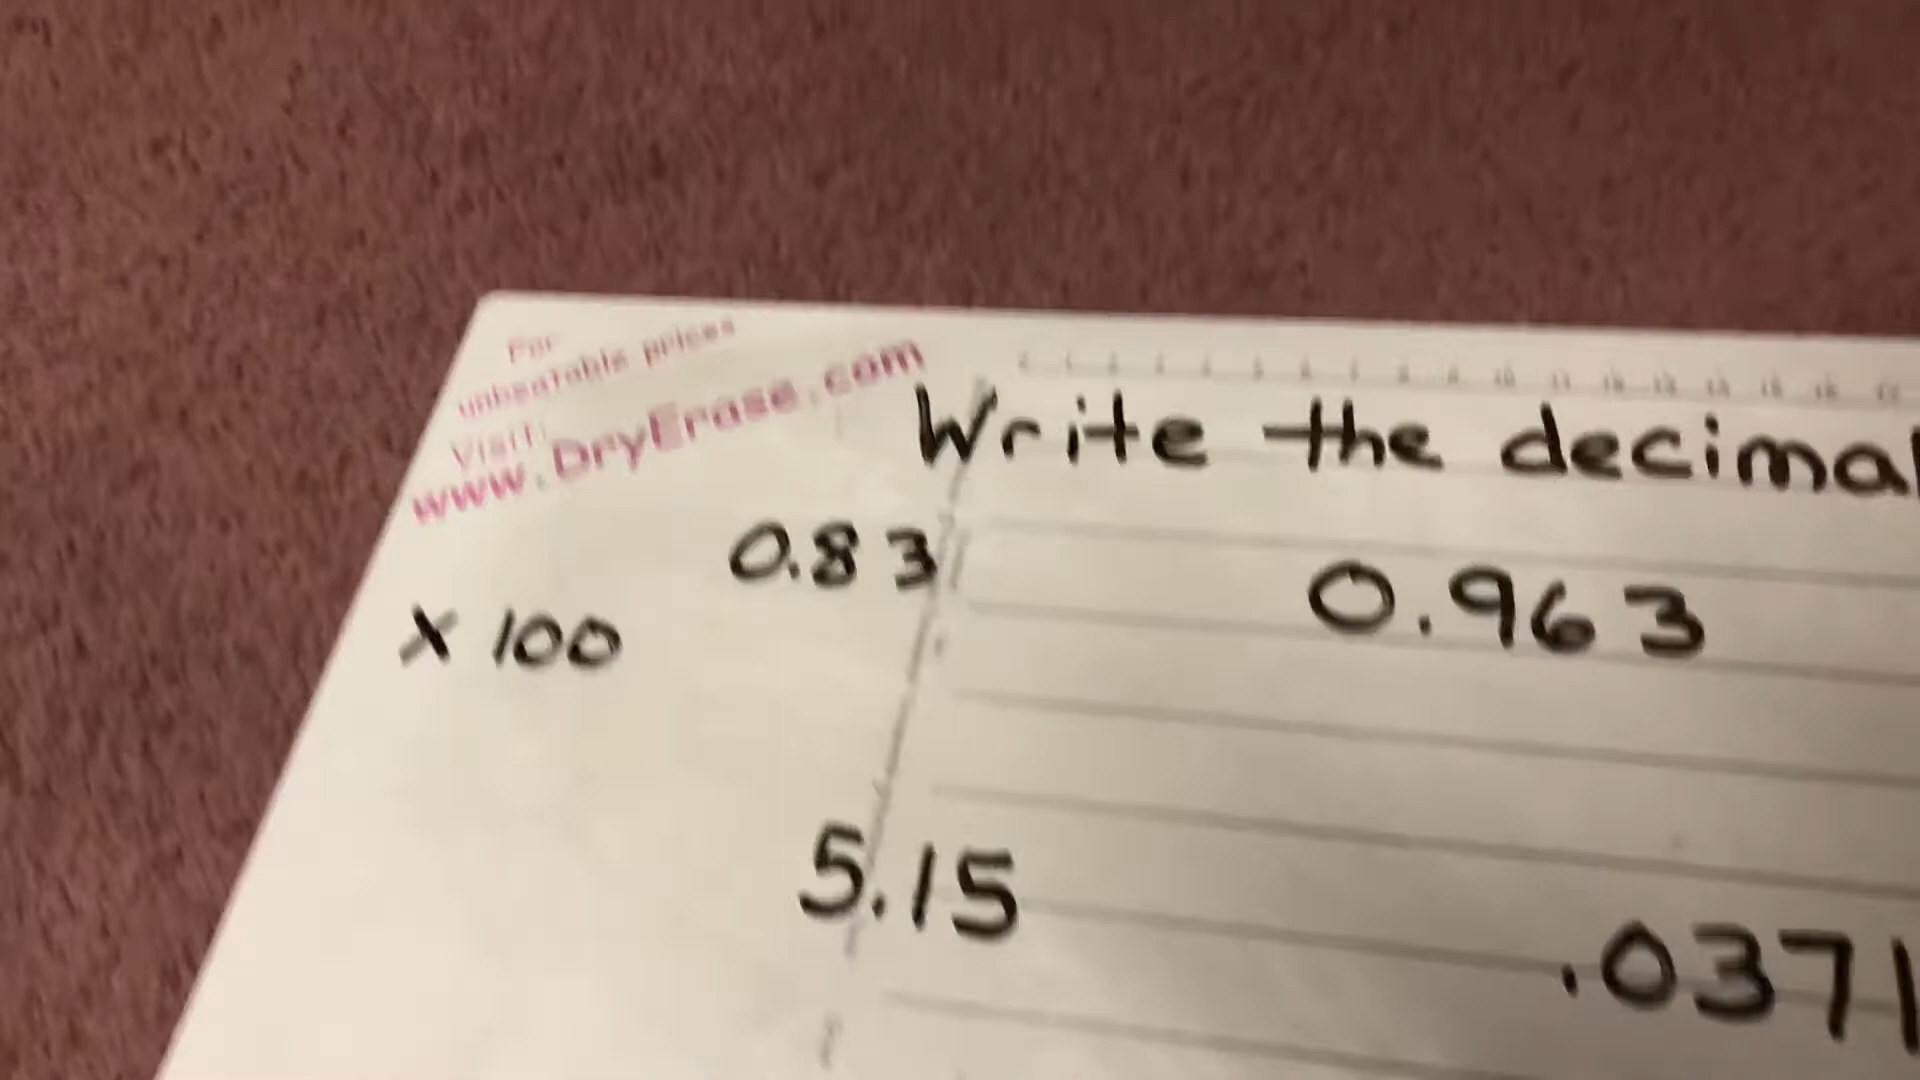 For
unbeatable prices
Visit:
www.DryErase.com
Write the decimal
0.83
0.963
x 100
5.15
.0371